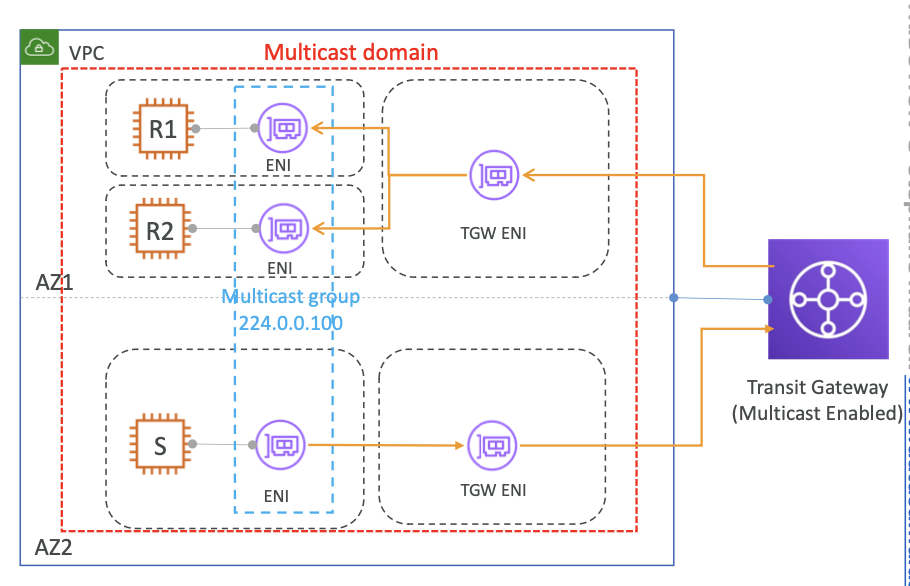 VPC
Multicast domain
R1
ENI
R2
ENI
TGW ENI
AZ1
Multicast group
224.0.0.100
Transit Gateway
(Multicast Enabled)
S
ENI
TGW ENI
AZ2